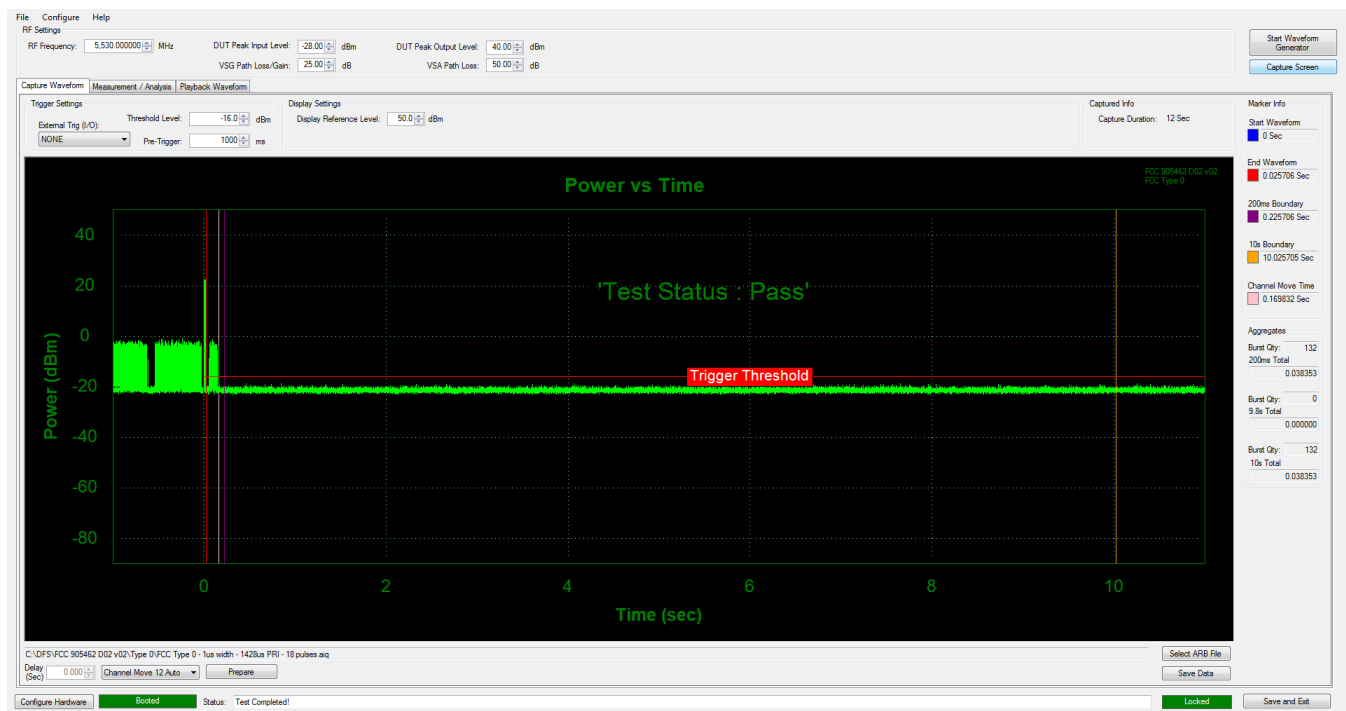 File Configure Help
RF Settings
RF Frequency: 5,530.000000 MHz DUT Peak Input Level: -28.00 dBm DUT Peak Output Level: 40.00 dBm
VSG Path Loss/Gain: 25.00 dB VSA Path Loss: 50.00 dB
Start Waveform Generator
Capture Screen
Capture Waveform Measurement / Analysis Playback Waveform
Trigger Settings
External Trig (I/O):
NONE
Threshold Level: -16.0 dBm
Pre-Trigger: 1000 ms
Display Settings
Display Reference Level: 50.0 dBm
Captured Info
Capture Duration: 12 Sec
Power vs Time
FCC 905462 D02 v02
FCC Type 0
'Test Status : Pass'
Trigger Threshold
Power (dBm)
40
20
0
-20
-40
-60
-80
0 2 4 6 8 10
Time (sec)
Marker Info
Start Waveform
0 Sec
End Waveform
0.025706 Sec
200ms Boundary
0.225706 Sec
10s Boundary
10.025705 Sec
Channel Move Time
0.169832 Sec
Aggregates
Burst Qty: 132
200ms Total
0.038353
Burst Qty: 0
9.8s Total
0.000000
Burst Qty: 132
10s Total
0.038353
C:\DFS\FCC 905462 D02 v02\Type 0\FCC Type 0 - 1us width - 1428us PRI - 18 pulses.aiq
Select ARB File
Delay (Sec) 0.000 Channel Move 12 Auto Prepare
Save Data
Configure Hardware Booted Status: Test Completed! Locked Save and Exit